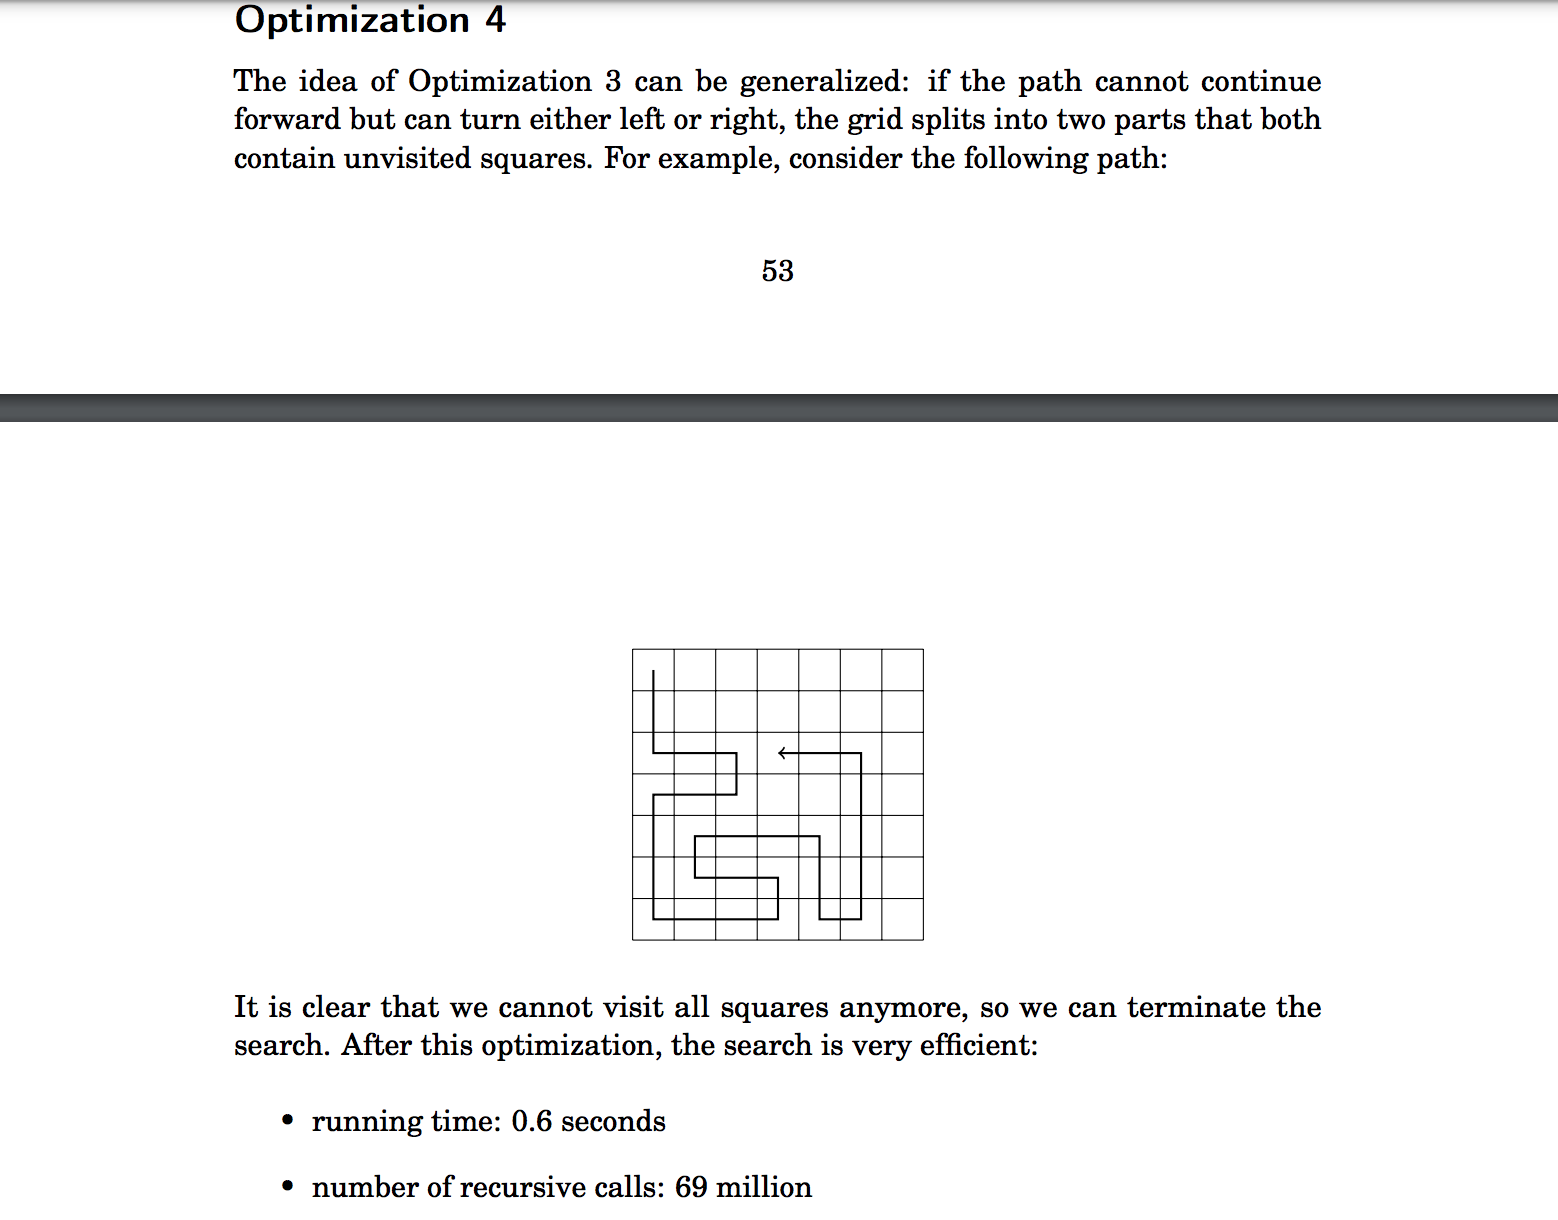 Optimization 4
The idea of Optimization 3 can be generalized: if the path cannot continue
forward but can turn either left or right, the grid splits into two parts that both
contain unvisited squares. For example, consider the following path:
53
It is clear that we cannot visit all squares anymore, so we can terminate the
search. After this optimization, the search is very efficient:
• running time: 0.6 seconds
• number of recursive calls: 69 million